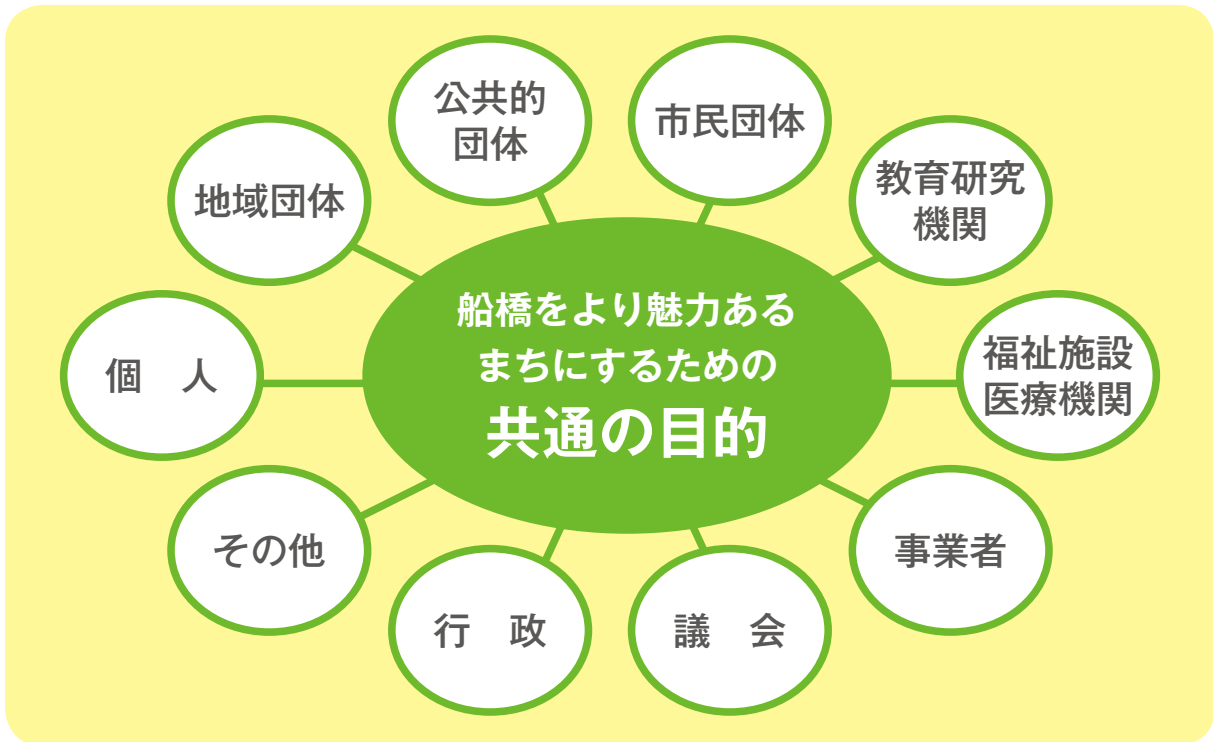 公共的
団体
市民団体
地域団体
教育研究
機関
船橋をより魅力ある
まちにするための
共通の目的
個　人
福祉施設
医療機関
その他
事業者
行　政
議　会